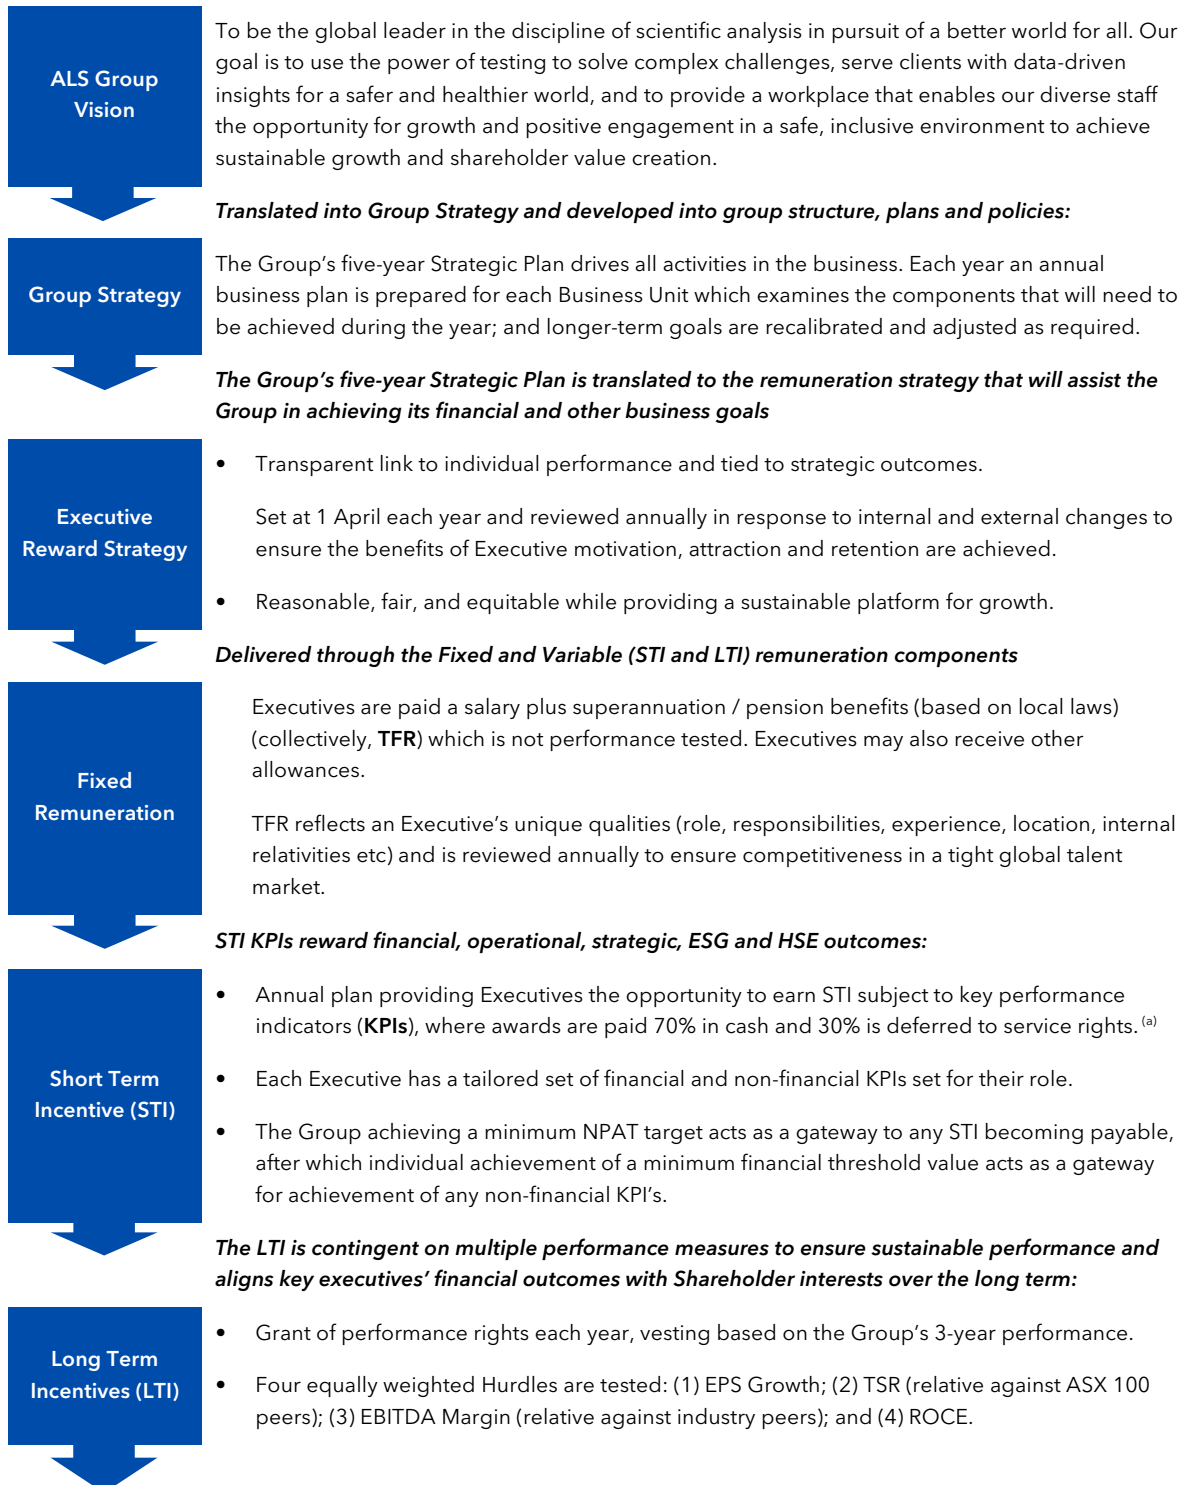 ALS Group
Vision
To be the global leader in the discipline of scientific analysis in pursuit of a better world for all. Our
goal is to use the power of testing to solve complex challenges, serve clients with data-driven
insights for a safer and healthier world, and to provide a workplace that enables our diverse staff
the opportunity for growth and positive engagement in a safe, inclusive environment to achieve
sustainable growth and shareholder value creation.
Translated into Group Strategy and developed into group structure, plans and policies:
Group Strategy
The Group’s five-year Strategic Plan drives all activities in the business. Each year an annual
business plan is prepared for each Business Unit which examines the components that will need to
be achieved during the year; and longer-term goals are recalibrated and adjusted as required.
The Group’s five-year Strategic Plan is translated to the remuneration strategy that will assist the
Group in achieving its financial and other business goals
Executive
Reward Strategy
• Transparent link to individual performance and tied to strategic outcomes.
Set at 1 April each year and reviewed annually in response to internal and external changes to
ensure the benefits of Executive motivation, attraction and retention are achieved.
• Reasonable, fair, and equitable while providing a sustainable platform for growth.
Delivered through the Fixed and Variable (STI and LTI) remuneration components
Fixed
Remuneration
Executives are paid a salary plus superannuation / pension benefits (based on local laws)
(collectively, TFR) which is not performance tested. Executives may also receive other
allowances.
TFR reflects an Executive’s unique qualities (role, responsibilities, experience, location, internal
relativities etc) and is reviewed annually to ensure competitiveness in a tight global talent
market.
STI KPIs reward financial, operational, strategic, ESG and HSE outcomes:
Short Term
Incentive (STI)
• Annual plan providing Executives the opportunity to earn STI subject to key performance
indicators (KPIs), where awards are paid 70% in cash and 30% is deferred to service rights. (a)
• Each Executive has a tailored set of financial and non-financial KPIs set for their role.
• The Group achieving a minimum NPAT target acts as a gateway to any STI becoming payable,
after which individual achievement of a minimum financial threshold value acts as a gateway
for achievement of any non-financial KPI’s.
The LTI is contingent on multiple performance measures to ensure sustainable performance and
aligns key executives’ financial outcomes with Shareholder interests over the long term:
Long Term
Incentives (LTI)
• Grant of performance rights each year, vesting based on the Group’s 3-year performance.
• Four equally weighted Hurdles are tested: (1) EPS Growth; (2) TSR (relative against ASX 100
peers); (3) EBITDA Margin (relative against industry peers); and (4) ROCE.